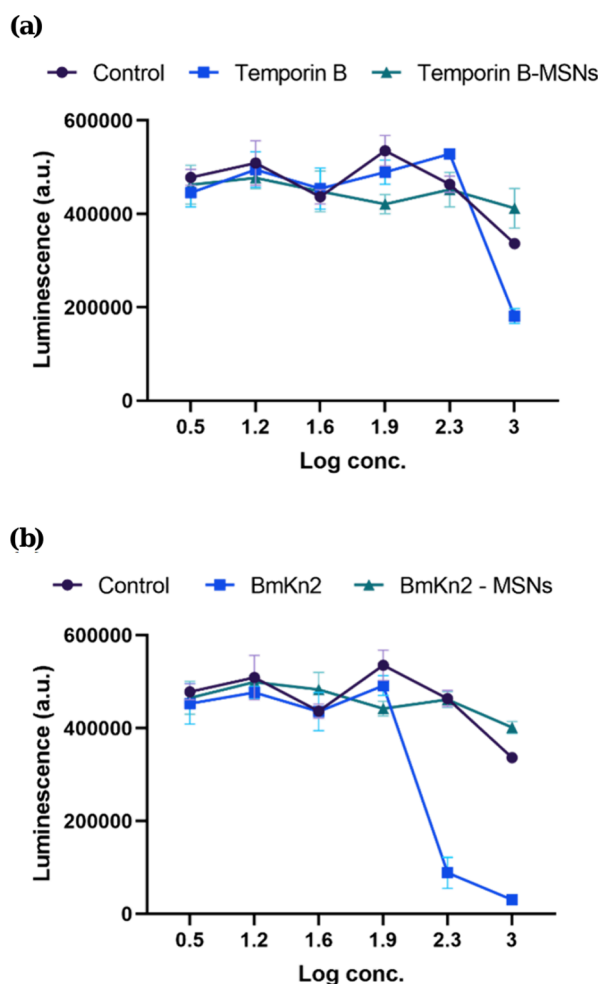 (a)
Control Temporin B Temporin B-MSNs
600000
400000
200000
0
Luminescence (a.u.)
0.5 1.2 1.6 1.9 2.3 3
Log conc.
(b)
Control BmKn2 BmKn2 - MSNs
600000
400000
200000
0
Luminescence (a.u.)
0.5 1.2 1.6 1.9 2.3 3
Log conc.